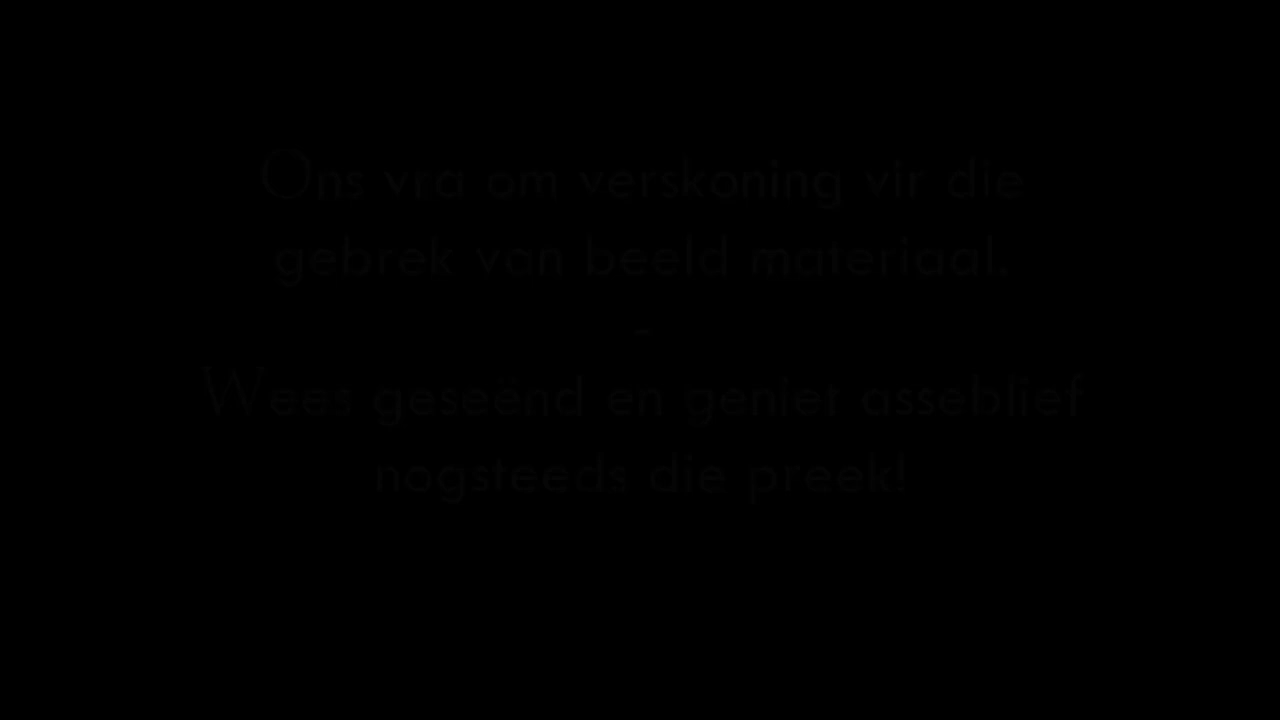 Ons vra om verskoning vir die
gebrek van beeld materiaal.
-
Wees geseënd en geniet asseblief
nogsteeds die preek!